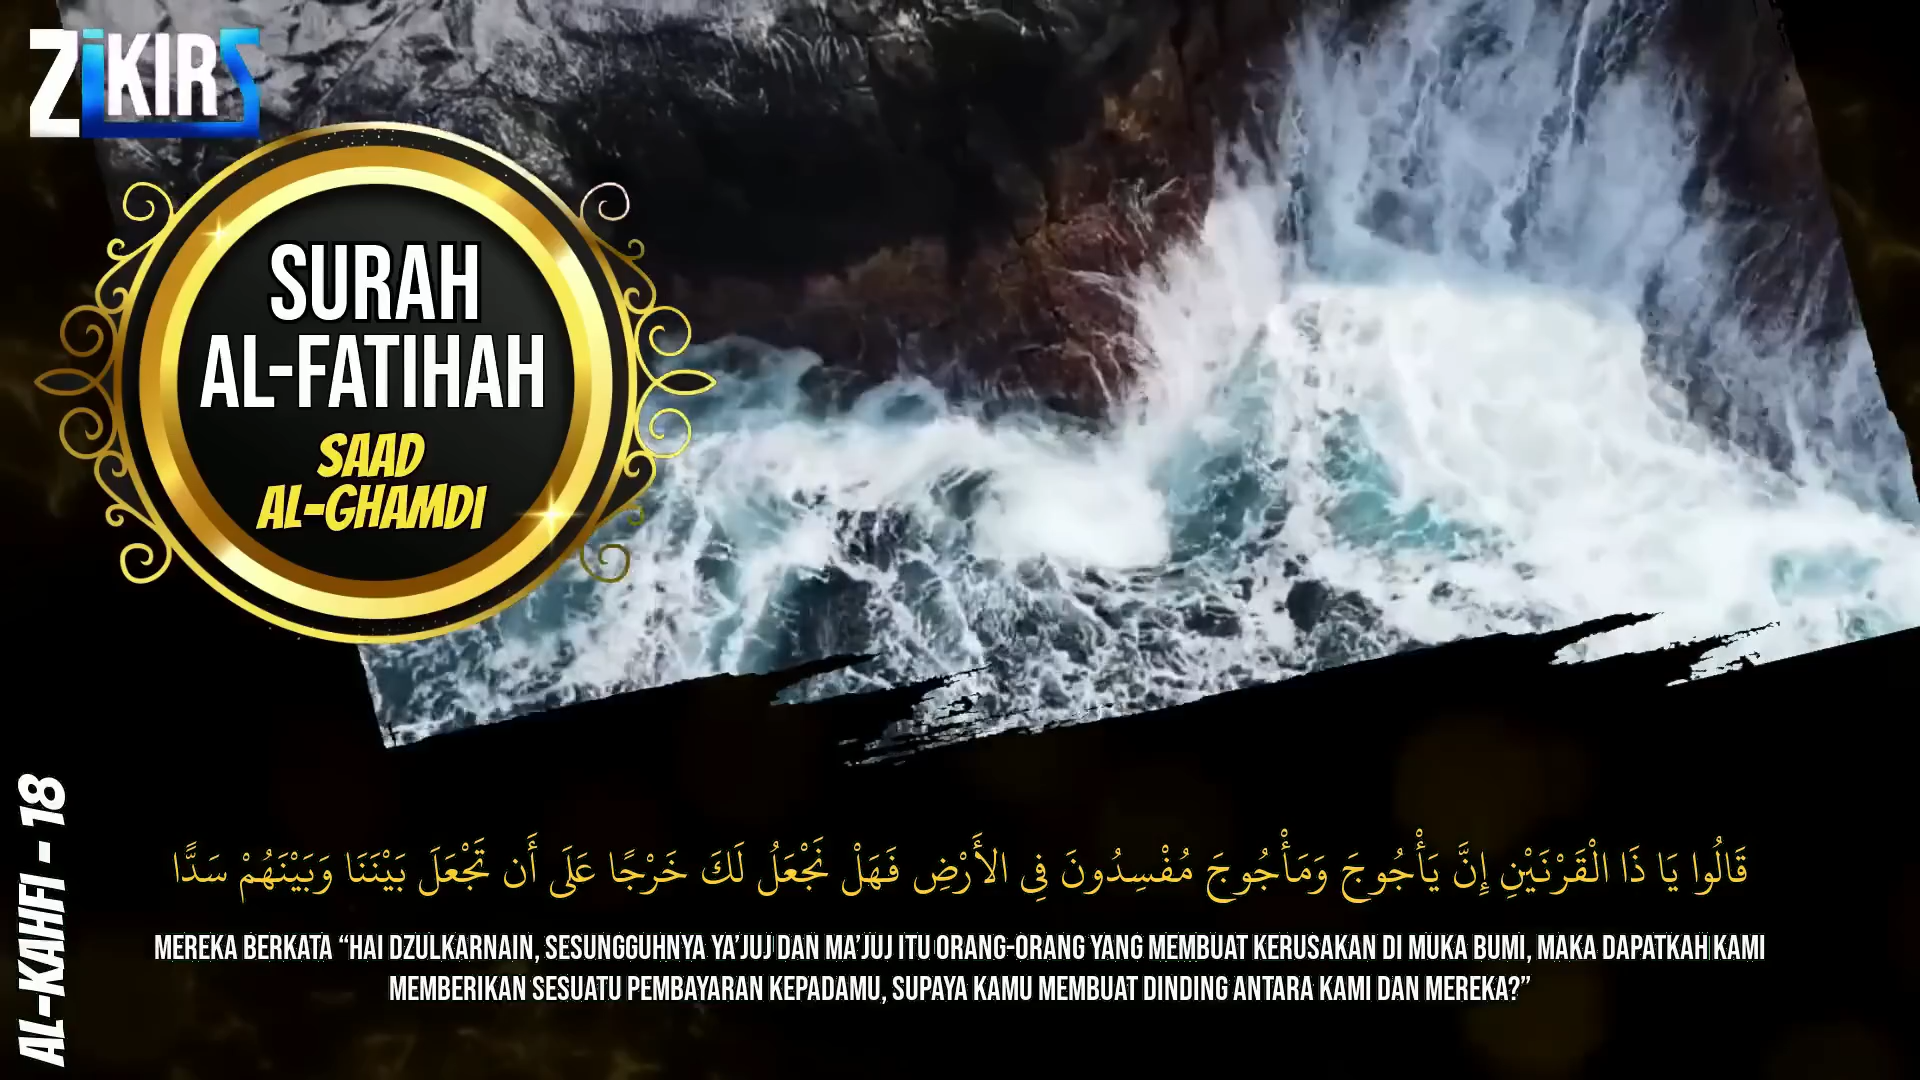 ZiKIRS
SURAH
AL-FATIHAH
SAAD
AL-GHAMDI
AL-KAHFI - 18
قَالُوا يَا ذَا الْقَرْنَيْنِ إِنَّ يَأْجُوجَ وَمَأْجُوجَ مُفْسِدُونَ فِي الأَرْضِ فَهَلْ نَجْعَلُ لَكَ خَرْجًا عَلَى أَن تَجْعَلَ بَيْنَنَا وَبَيْنَهُمْ سَدًّا
MEREKA BERKATA “HAI DZULKARNAIN, SESUNGGUHNYA YA’JUJ DAN MA’JUJ ITU ORANG-ORANG YANG MEMBUAT KERUSAKAN DI MUKA BUMI, MAKA DAPATKAH KAMI
MEMBERIKAN SESUATU PEMBAYARAN KEPADAMU, SUPAYA KAMU MEMBUAT DINDING ANTARA KAMI DAN MEREKA?”